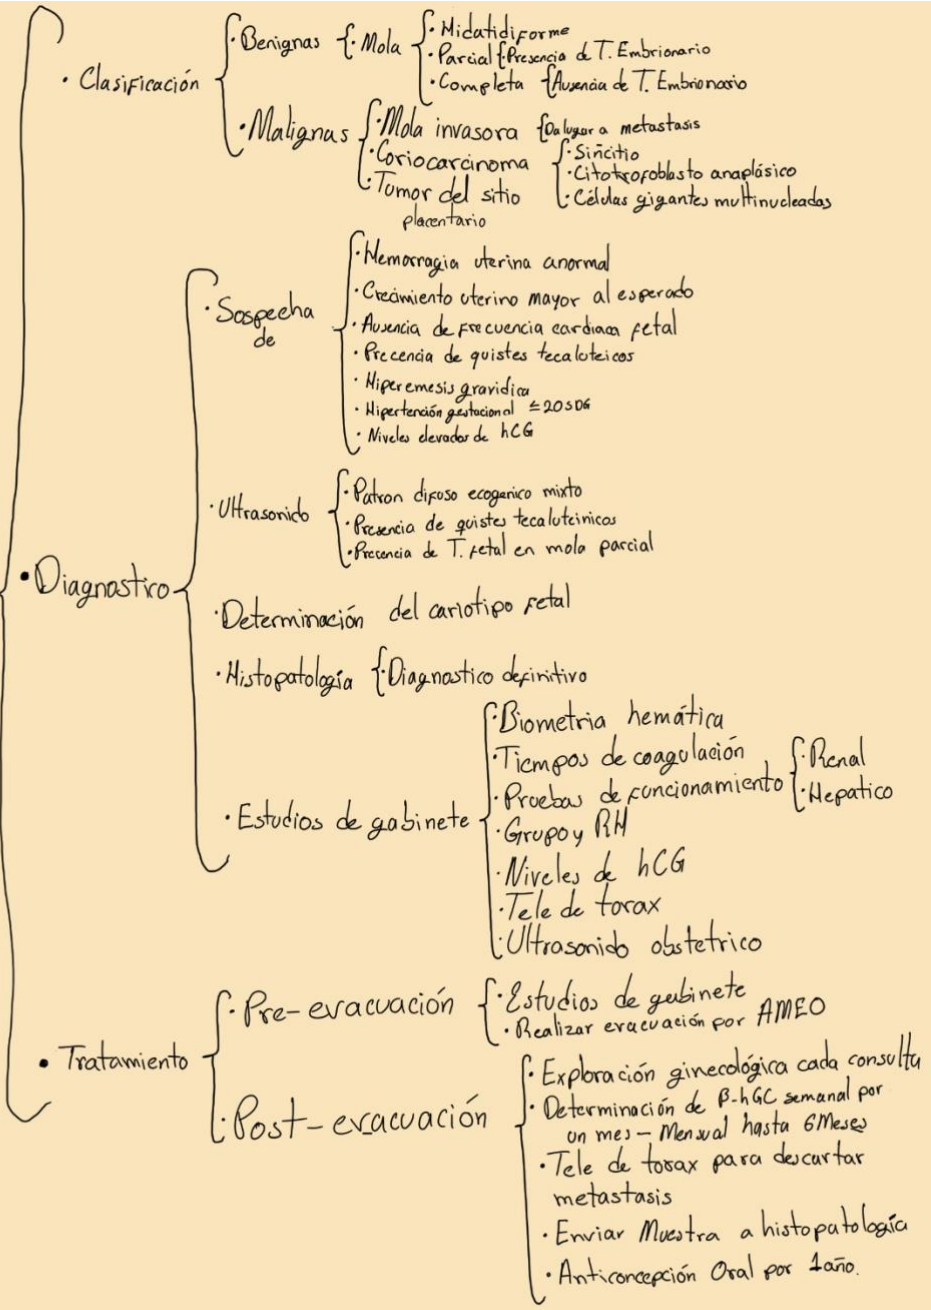 · Clasificación
· Benignas
· Mola
· Midatidiforme
· Parcial
Presencia de T. Embrionario
· Completa
Ausencia de T. Embrionario
· Malignas
· Mola invasora
Da lugar a metastasis
· Coriocarcinoma
· Sincitio
· Citotrofoblasto anaplásico
· Células gigantes multinucleadas
· Tumor del sitio
placentario
· Diagnostico
· Sospecha
de
· Hemorragia uterina anormal
· Crecimiento uterino mayor al esperado
· Ausencia de frecuencia cardiaca fetal
· Precencia de quistes tecaluteicos
· Hiperemesis gravidica
· Hipertención gestacional ≤20SDG
· Niveles elevados de hCG
· Ultrasonido
· Patron difuso ecogenico mixto
· Presencia de quistes tecaluteinicos
· Precencia de T. fetal en mola parcial
· Determinación del cariotipo fetal
· Histopatología
· Diagnostico definitivo
· Estudios de gabinete
· Biometria hemática
· Tiempos de coagulación
· Pruebas de funcionamiento
· Renal
· Hepatico
· Grupo y RH
· Niveles de hCG
· Tele de torax
· Ultrasonido obstetrico
· Tratamiento
· Pre-evacuación
· Estudios de gabinete
· Realizar evacuación por AMEO
· Post-evacuación
· Exploración ginecológica cada consulta
· Determinación de β-hGC semanal por
un mes – Mensual hasta 6 Meses
· Tele de torax para descartar
metastasis
· Enviar Muestra a histopatología
· Anticoncepción Oral por 1 año.